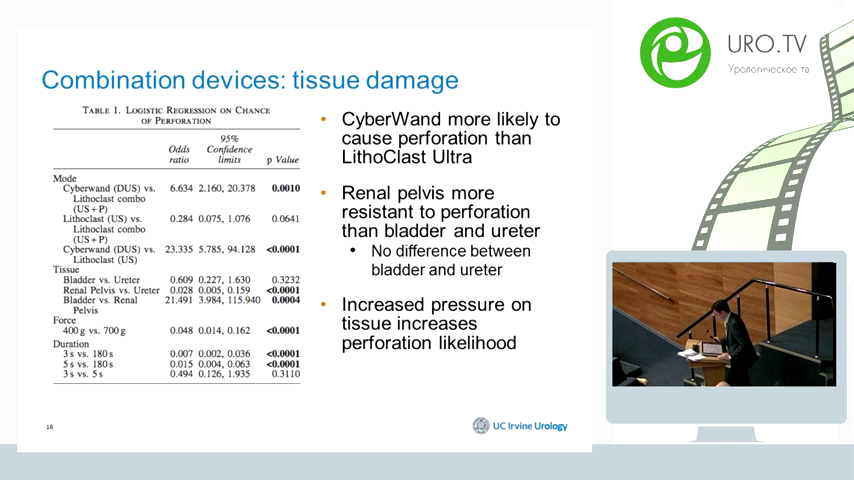 Combination devices: tissue damage
TABLE 1. LOGISTIC REGRESSION ON CHANCE
OF PERFORATION
95%
Odds Confidence
ratio limits p Value
Mode
Cyberwand (DUS) vs. 6.634 2.160, 20.378 0.0010
Lithoclast combo
(US + P)
Lithoclast (US) vs. 0.284 0.075, 1.076 0.0641
Lithoclast combo
(US + P)
Cyberwand (DUS) vs. 23.335 5.785, 94.128 <0.0001
Lithoclast (US)
Tissue
Bladder vs. Ureter 0.609 0.227, 1.630 0.3232
Renal Pelvis vs. Ureter 0.028 0.005, 0.159 <0.0001
Bladder vs. Renal 21.491 3.984, 115.940 0.0004
Pelvis
Force
400 g vs. 700 g 0.048 0.014, 0.162 <0.0001
Duration
3 s vs. 180 s 0.007 0.002, 0.036 <0.0001
5 s vs. 180 s 0.015 0.004, 0.063 <0.0001
3 s vs. 5 s 0.494 0.126, 1.935 0.3110
• CyberWand more likely to
cause perforation than
LithoClast Ultra
• Renal pelvis more
resistant to perforation
than bladder and ureter
• No difference between
bladder and ureter
• Increased pressure on
tissue increases
perforation likelihood
16
UC Irvine Urology
URO.TV
Урологическое тв